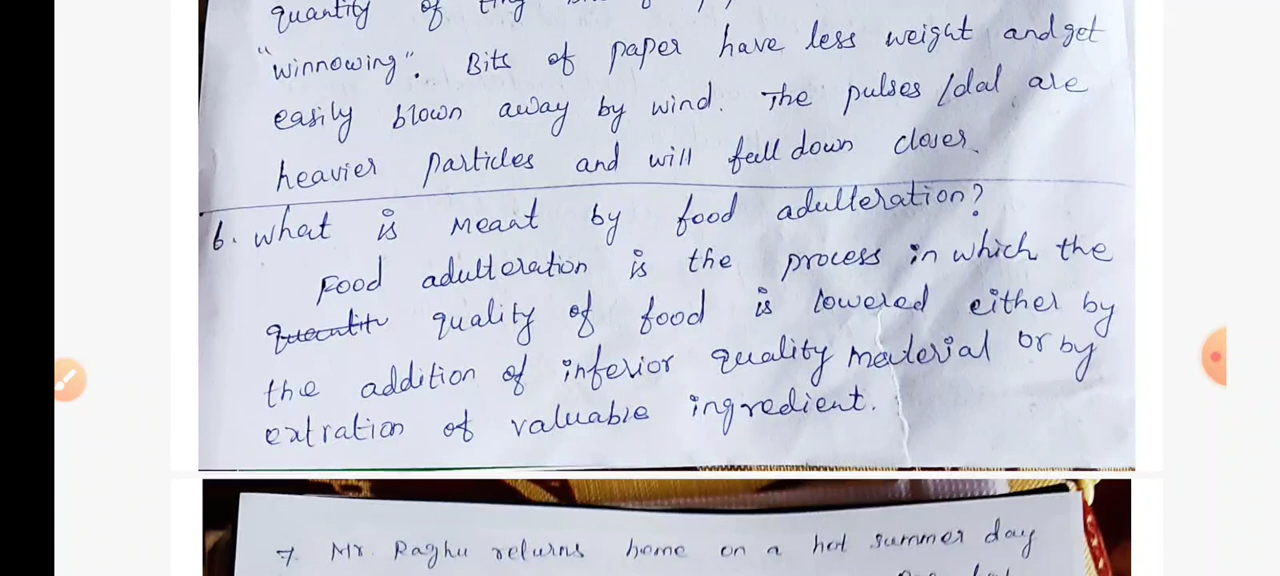 quantity of tiny
"winnowing". Bits of paper have less weight and get
easily blown away by wind. The pulses /dal are
heavier particles and will fall down closer.
6. What is meant by food adulteration?
Food adulteration is the process in which the
quality of food is lowered either by
the addition of inferior quality material or by
extration of valuable ingredient.
7 Mr. Raghu returns home on a hot summer day